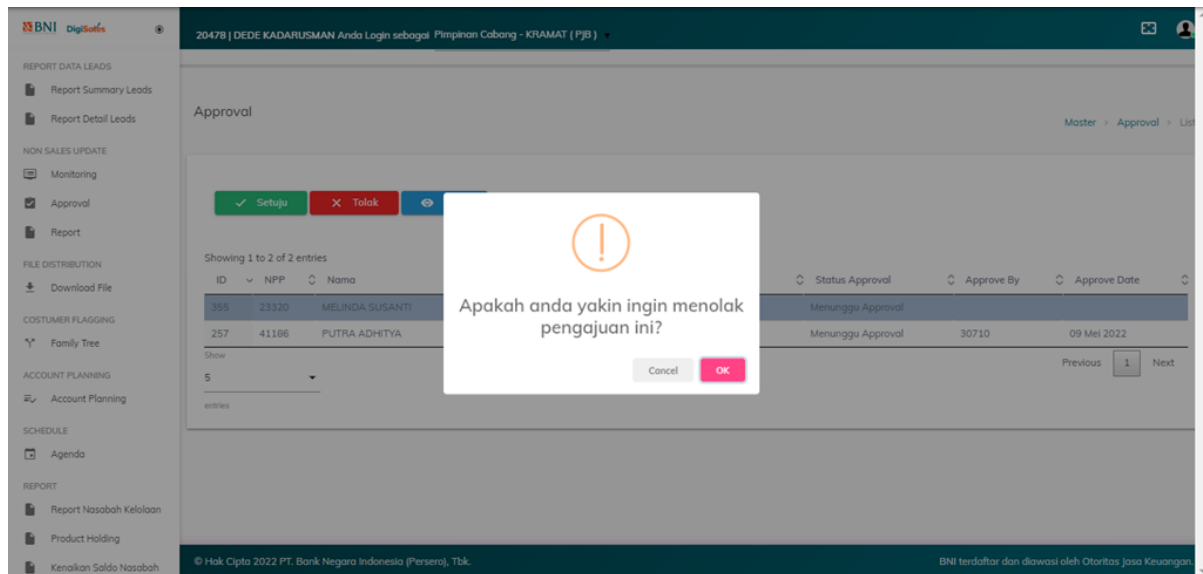 BNI DigiSales
20478 | DEDE KADARUSMAN Anda Login sebagai Pimpinan Cabang - KRAMAT ( PJB )
REPORT DATA LEADS
Report Summary Leads
Report Detail Leads
NON SALES UPDATE
Monitoring
Approval
Report
FILE DISTRIBUTION
Download File
COSTUMER FLAGGING
Family Tree
ACCOUNT PLANNING
Account Planning
SCHEDULE
Agenda
REPORT
Report Nasabah Kelolaan
Product Holding
Kenaikan Saldo Nasabah
Approval
Master > Approval > List
Setuju Tolak
Showing 1 to 2 of 2 entries
ID NPP Nama Status Approval Approve By Approve Date
355 23320 MELINDA SUSANTI Menunggu Approval
257 41186 PUTRA ADHITYA Menunggu Approval 30710 09 Mei 2022
Show
5
entries
Previous 1 Next
Apakah anda yakin ingin menolak
pengajuan ini?
Cancel OK
© Hak Cipta 2022 PT. Bank Negara Indonesia (Persero), Tbk.
BNI terdaftar dan diawasi oleh Otoritas Jasa Keuangan.